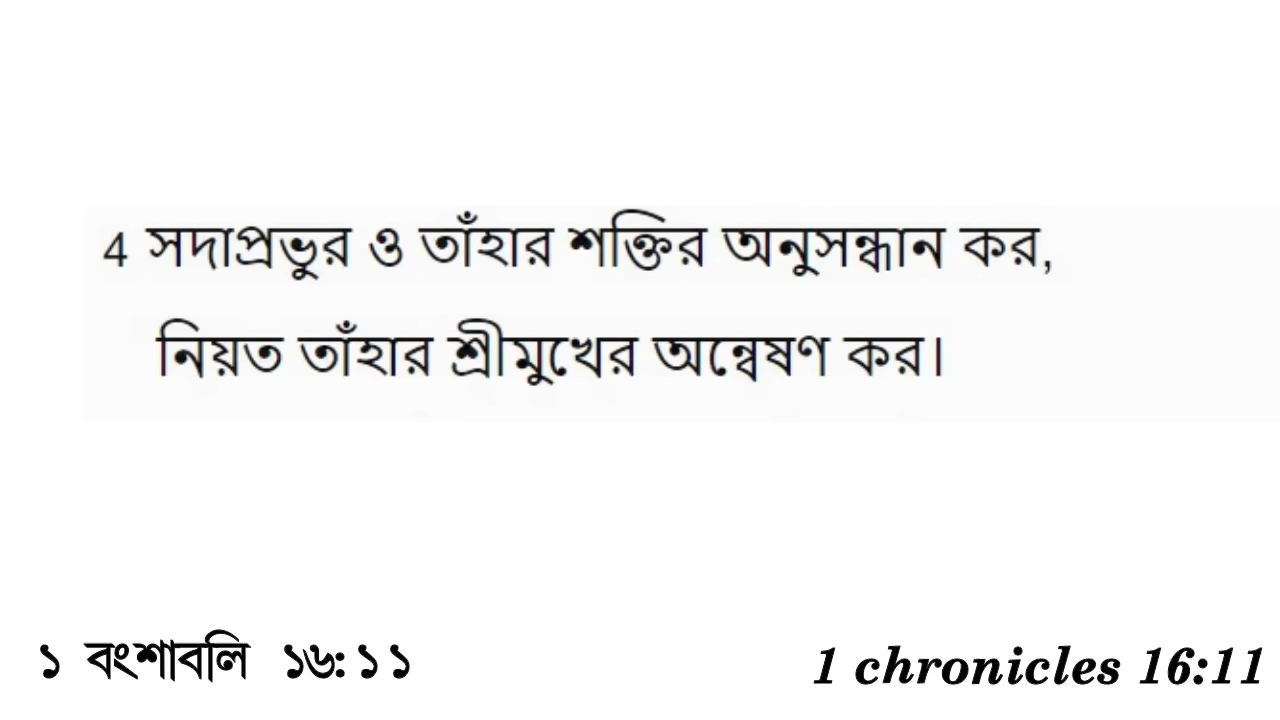 4 সদাপ্রভুর ও তাঁহার শক্তির অনুসন্ধান কর,
নিয়ত তাঁহার শ্রীমুখের অন্বেষণ কর।
১ বংশাবলি ১৬:১১
1 chronicles 16:11